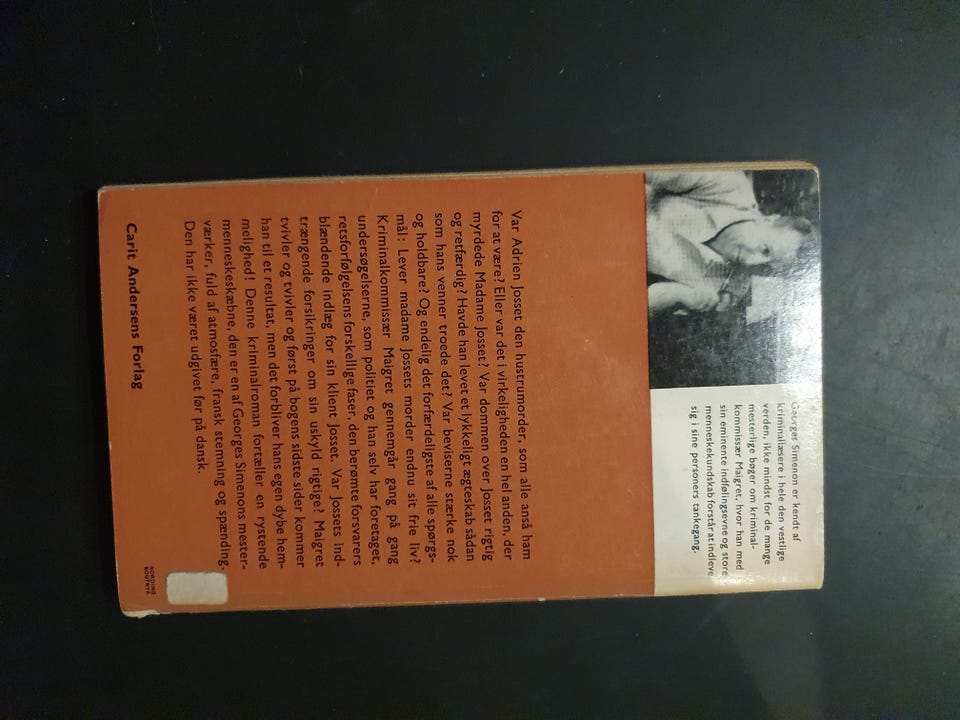 Georges Simenon er kendt af
kriminallæsere i hele den vestlige
verden, ikke mindst for de mange
mesterlige bøger om kriminal-
kommissær Maigret, hvor han med
sin eminente indfølingsevne og store
menneskekundskab forstår at indleve
sig i sine personers tankegang.
Var Adrien Josset den hustrumorder, som alle anså ham
for at være? Eller var det i virkeligheden en hel anden, der
myrdede Madame Josset? Var dommen over Josset rigtig
og retfærdig? Havde han levet et lykkeligt ægteskab sådan
som hans venner troede det? Var beviserne stærke nok
og holdbare? Og endelig det forfærdeligste af alle spørgs-
mål: Lever madame Jossets morder endnu sit frie liv?
Kriminalkommissær Maigret gennemgår gang på gang
undersøgelserne, som politiet og han selv har foretaget,
retsforfølgelsens forskellige faser, den berømte forsvarers
blændende indlæg for sin klient Josset. Var Jossets ind-
trængende forsikringer om sin uskyld rigtige? Maigret
tvivler og tvivler og først på bogens sidste sider kommer
han til et resultat, men det forbliver hans egen dybe hem-
melighed! Denne kriminalroman fortæller en rystende
menneskeskæbne, den er en af Georges Simenons mester-
værker, fuld af atmosfære, fransk stemning og spænding.
Den har ikke været udgivet før på dansk.
Carit Andersens Forlag
NORDLUND
BOGTRYK